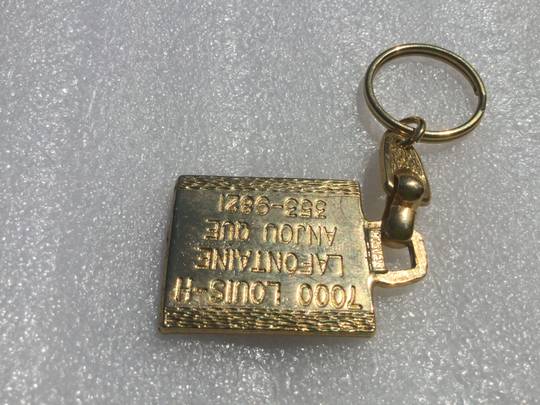 7000 LOUIS-H
LAFONTAINE
ANJOU QUE
353-9821